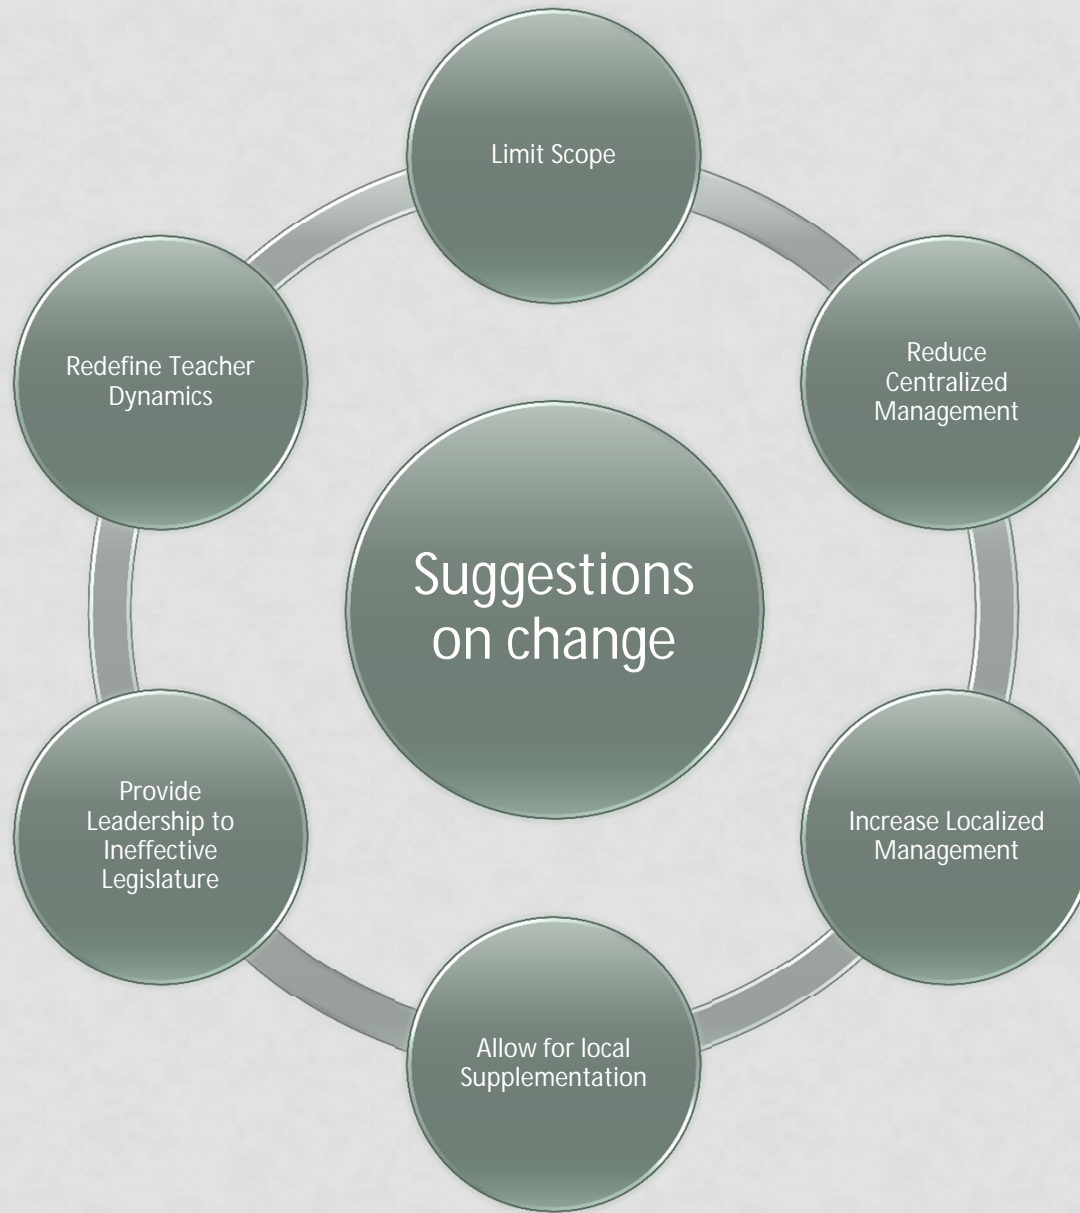 Limit Scope
Reduce
Centralized
Management
Increase Localized
Management
Allow for local
Supplementation
Provide
Leadership to
Ineffective
Legislature
Redefine Teacher
Dynamics
Suggestions
on change